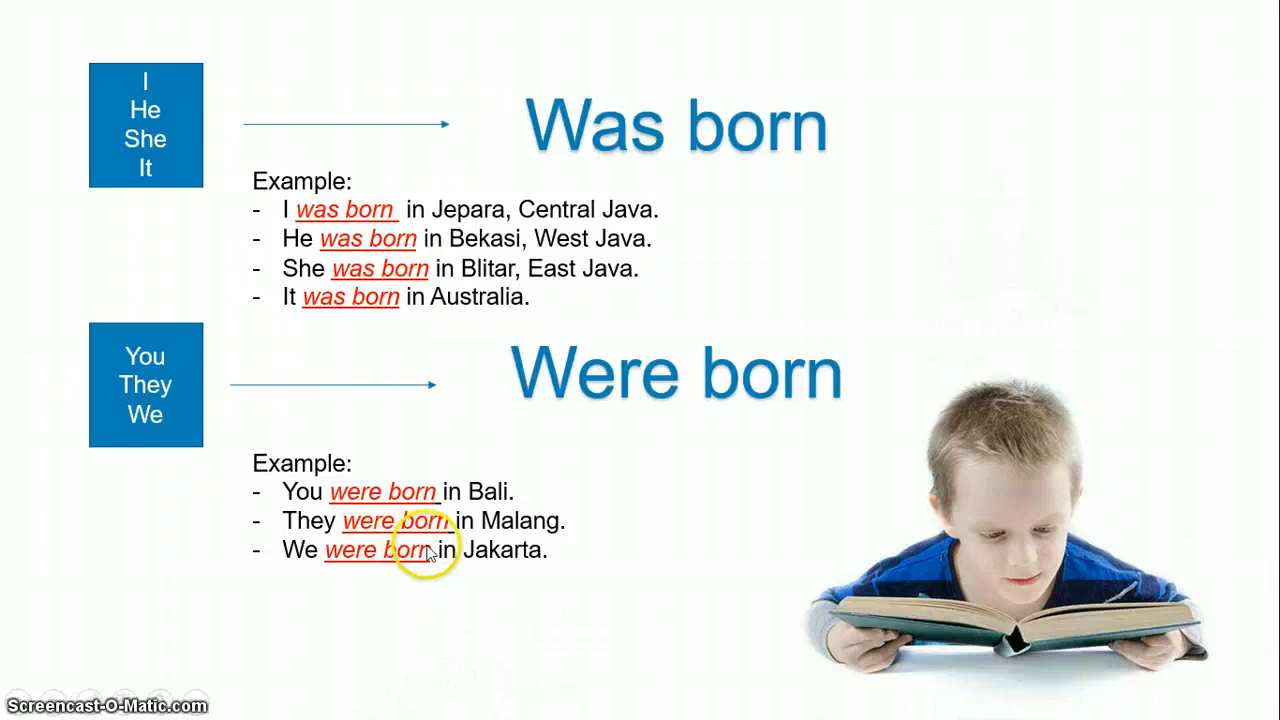 I
He
She
It
Was born
Example:
- I was born in Jepara, Central Java.
- He was born in Bekasi, West Java.
- She was born in Blitar, East Java.
- It was born in Australia.
You
They
We
Were born
Example:
- You were born in Bali.
- They were born in Malang.
- We were born in Jakarta.
Screencast-O-Matic.com